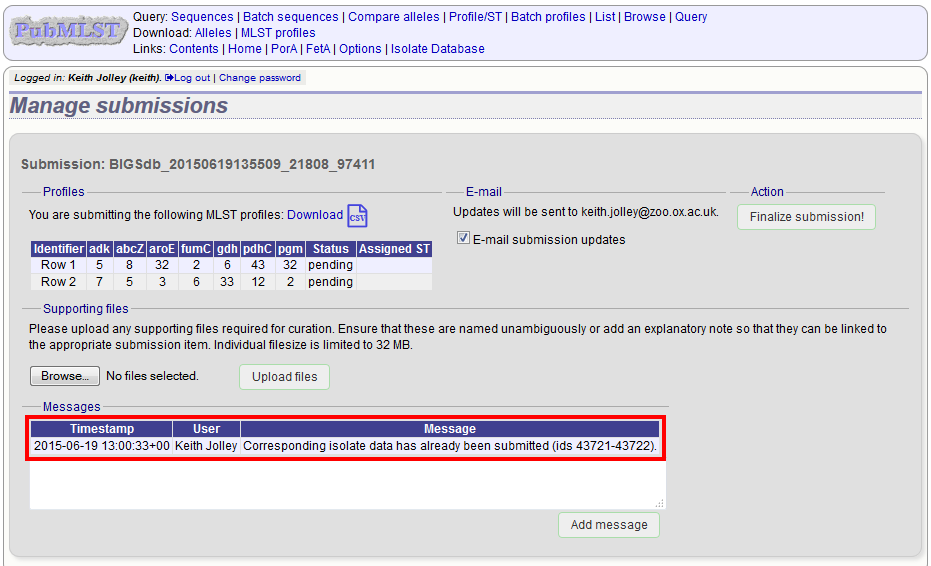 PubMLST
Query: Sequences | Batch sequences | Compare alleles | Profile/ST | Batch profiles | List | Browse | Query
Download: Alleles | MLST profiles
Links: Contents | Home | PorA | FetA | Options | Isolate Database
Logged in: Keith Jolley (keith). Log out | Change password
Manage submissions
Submission: BIGSdb_20150619135509_21808_97411
Profiles
You are submitting the following MLST profiles: Download CSV
Identifier adk abcZ aroE fumC gdh pdhC pgm Status Assigned ST
Row 1 5 8 32 2 6 43 32 pending
Row 2 7 5 3 6 33 12 2 pending
E-mail
Updates will be sent to keith.jolley@zoo.ox.ac.uk.
E-mail submission updates
Action
Finalize submission!
Supporting files
Please upload any supporting files required for curation. Ensure that these are named unambiguously or add an explanatory note so that they can be linked to
the appropriate submission item. Individual filesize is limited to 32 MB.
Browse... No files selected. Upload files
Messages
Timestamp User Message
2015-06-19 13:00:33+00 Keith Jolley Corresponding isolate data has already been submitted (ids 43721-43722).
Add message